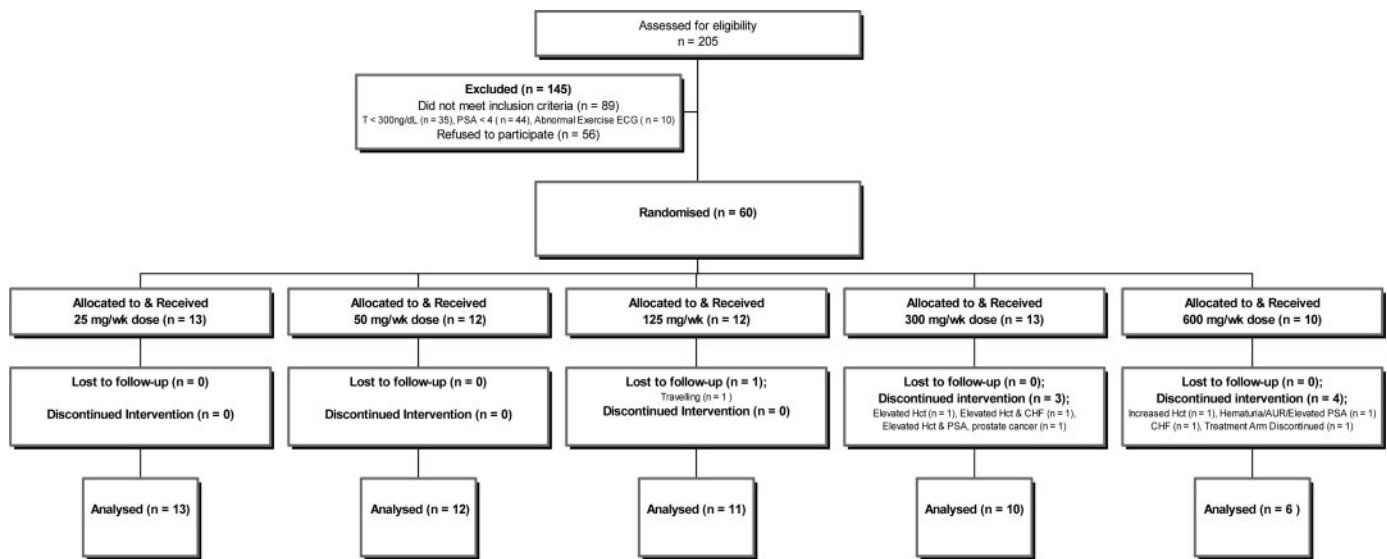 Assessed for eligibility
n = 205
Excluded (n = 145)
Did not meet inclusion criteria (n = 89)
T < 300ng/dL (n = 35), PSA < 4 ( n = 44), Abnormal Exercise ECG ( n = 10)
Refused to participate (n = 56)
Randomised (n = 60)
Allocated to & Received
25 mg/wk dose (n = 13)
Allocated to & Received
50 mg/wk dose (n = 12)
Allocated to & Received
125 mg/wk (n = 12)
Allocated to & Received
300 mg/wk dose (n = 13)
Allocated to & Received
600 mg/wk dose (n = 10)
Lost to follow-up (n = 0)
Discontinued Intervention (n = 0)
Lost to follow-up (n = 0)
Discontinued Intervention (n = 0)
Lost to follow-up (n = 1);
Travelling (n = 1 )
Discontinued Intervention (n = 0)
Lost to follow-up (n = 0);
Discontinued intervention (n = 3);
Elevated Hct (n = 1), Elevated Hct & CHF (n = 1),
Elevated Hct & PSA, prostate cancer (n = 1)
Lost to follow-up (n = 0);
Discontinued intervention (n = 4);
Increased Hct (n = 1), Hematuria/AUR/Elevated PSA (n = 1)
CHF (n = 1), Treatment Arm Discontinued (n = 1)
Analysed (n = 13)
Analysed (n = 12)
Analysed (n = 11)
Analysed (n = 10)
Analysed (n = 6 )